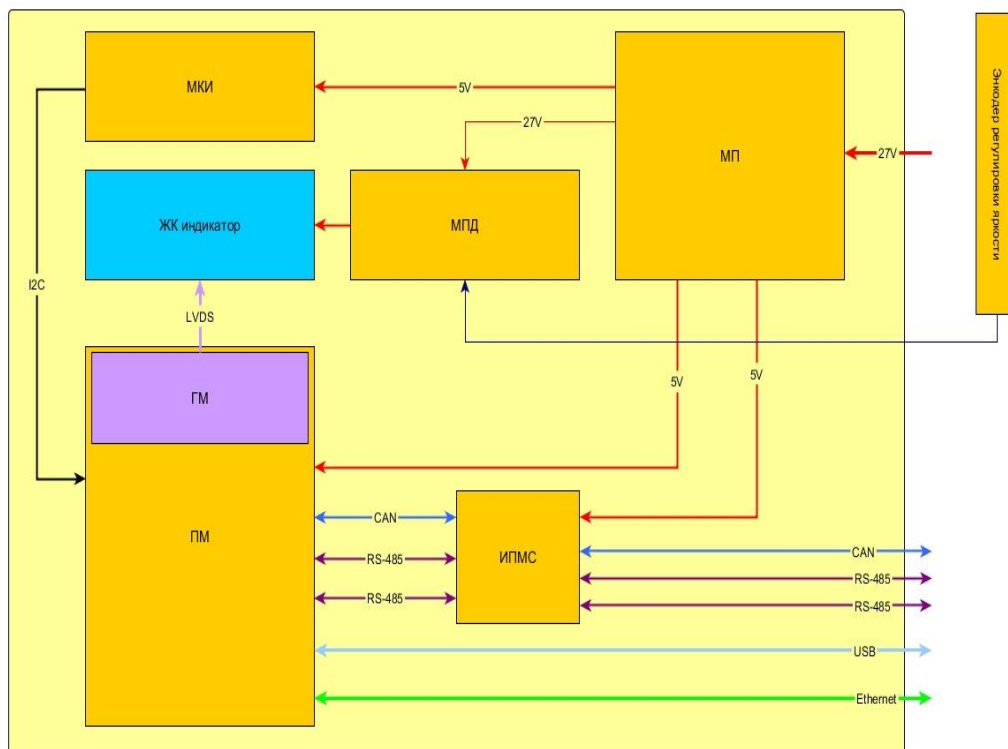 МКИ
5V
27V
МП
27V
Энкодер регулировки яркости
ЖК индикатор
МПД
I2C
LVDS
ГМ
5V
5V
ПМ
CAN
RS-485
RS-485
ИПМС
CAN
RS-485
RS-485
USB
Ethernet